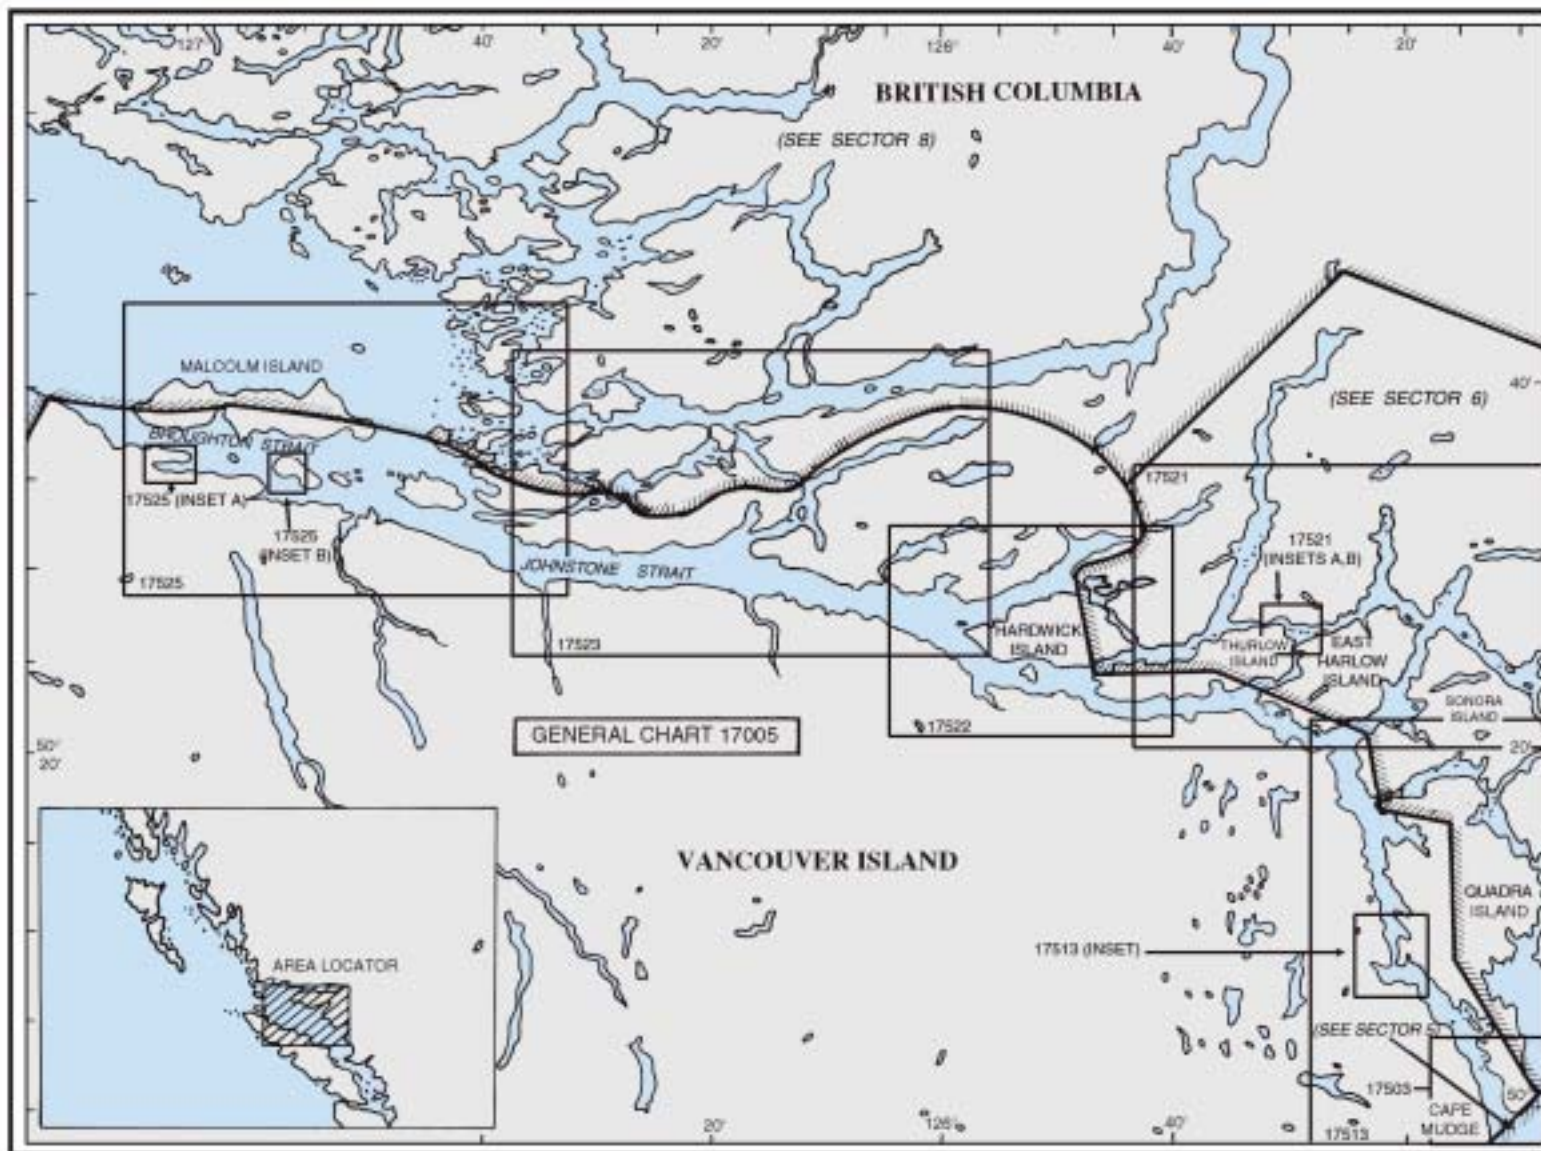 127°
40'
20'
126°
40'
20'
BRITISH COLUMBIA
(SEE SECTOR 8)
MALCOLM ISLAND
40'
(SEE SECTOR 6)
BROUGHTON STRAIT
17525 (INSET A)
17521
17525
(INSET B)
17521
(INSETS A,B)
JOHNSTONE STRAIT
17525
17523
HARDWICK
ISLAND
THURLOW
ISLAND
EAST
HARLOW
ISLAND
SONORA
ISLAND
17522
GENERAL CHART 17005
50°
20'
20'
VANCOUVER ISLAND
QUADRA
ISLAND
17513 (INSET)
AREA LOCATOR
(SEE SECTOR 5)
17503
50'
CAPE
MUDGE
17513
20'
126°
40'
20'